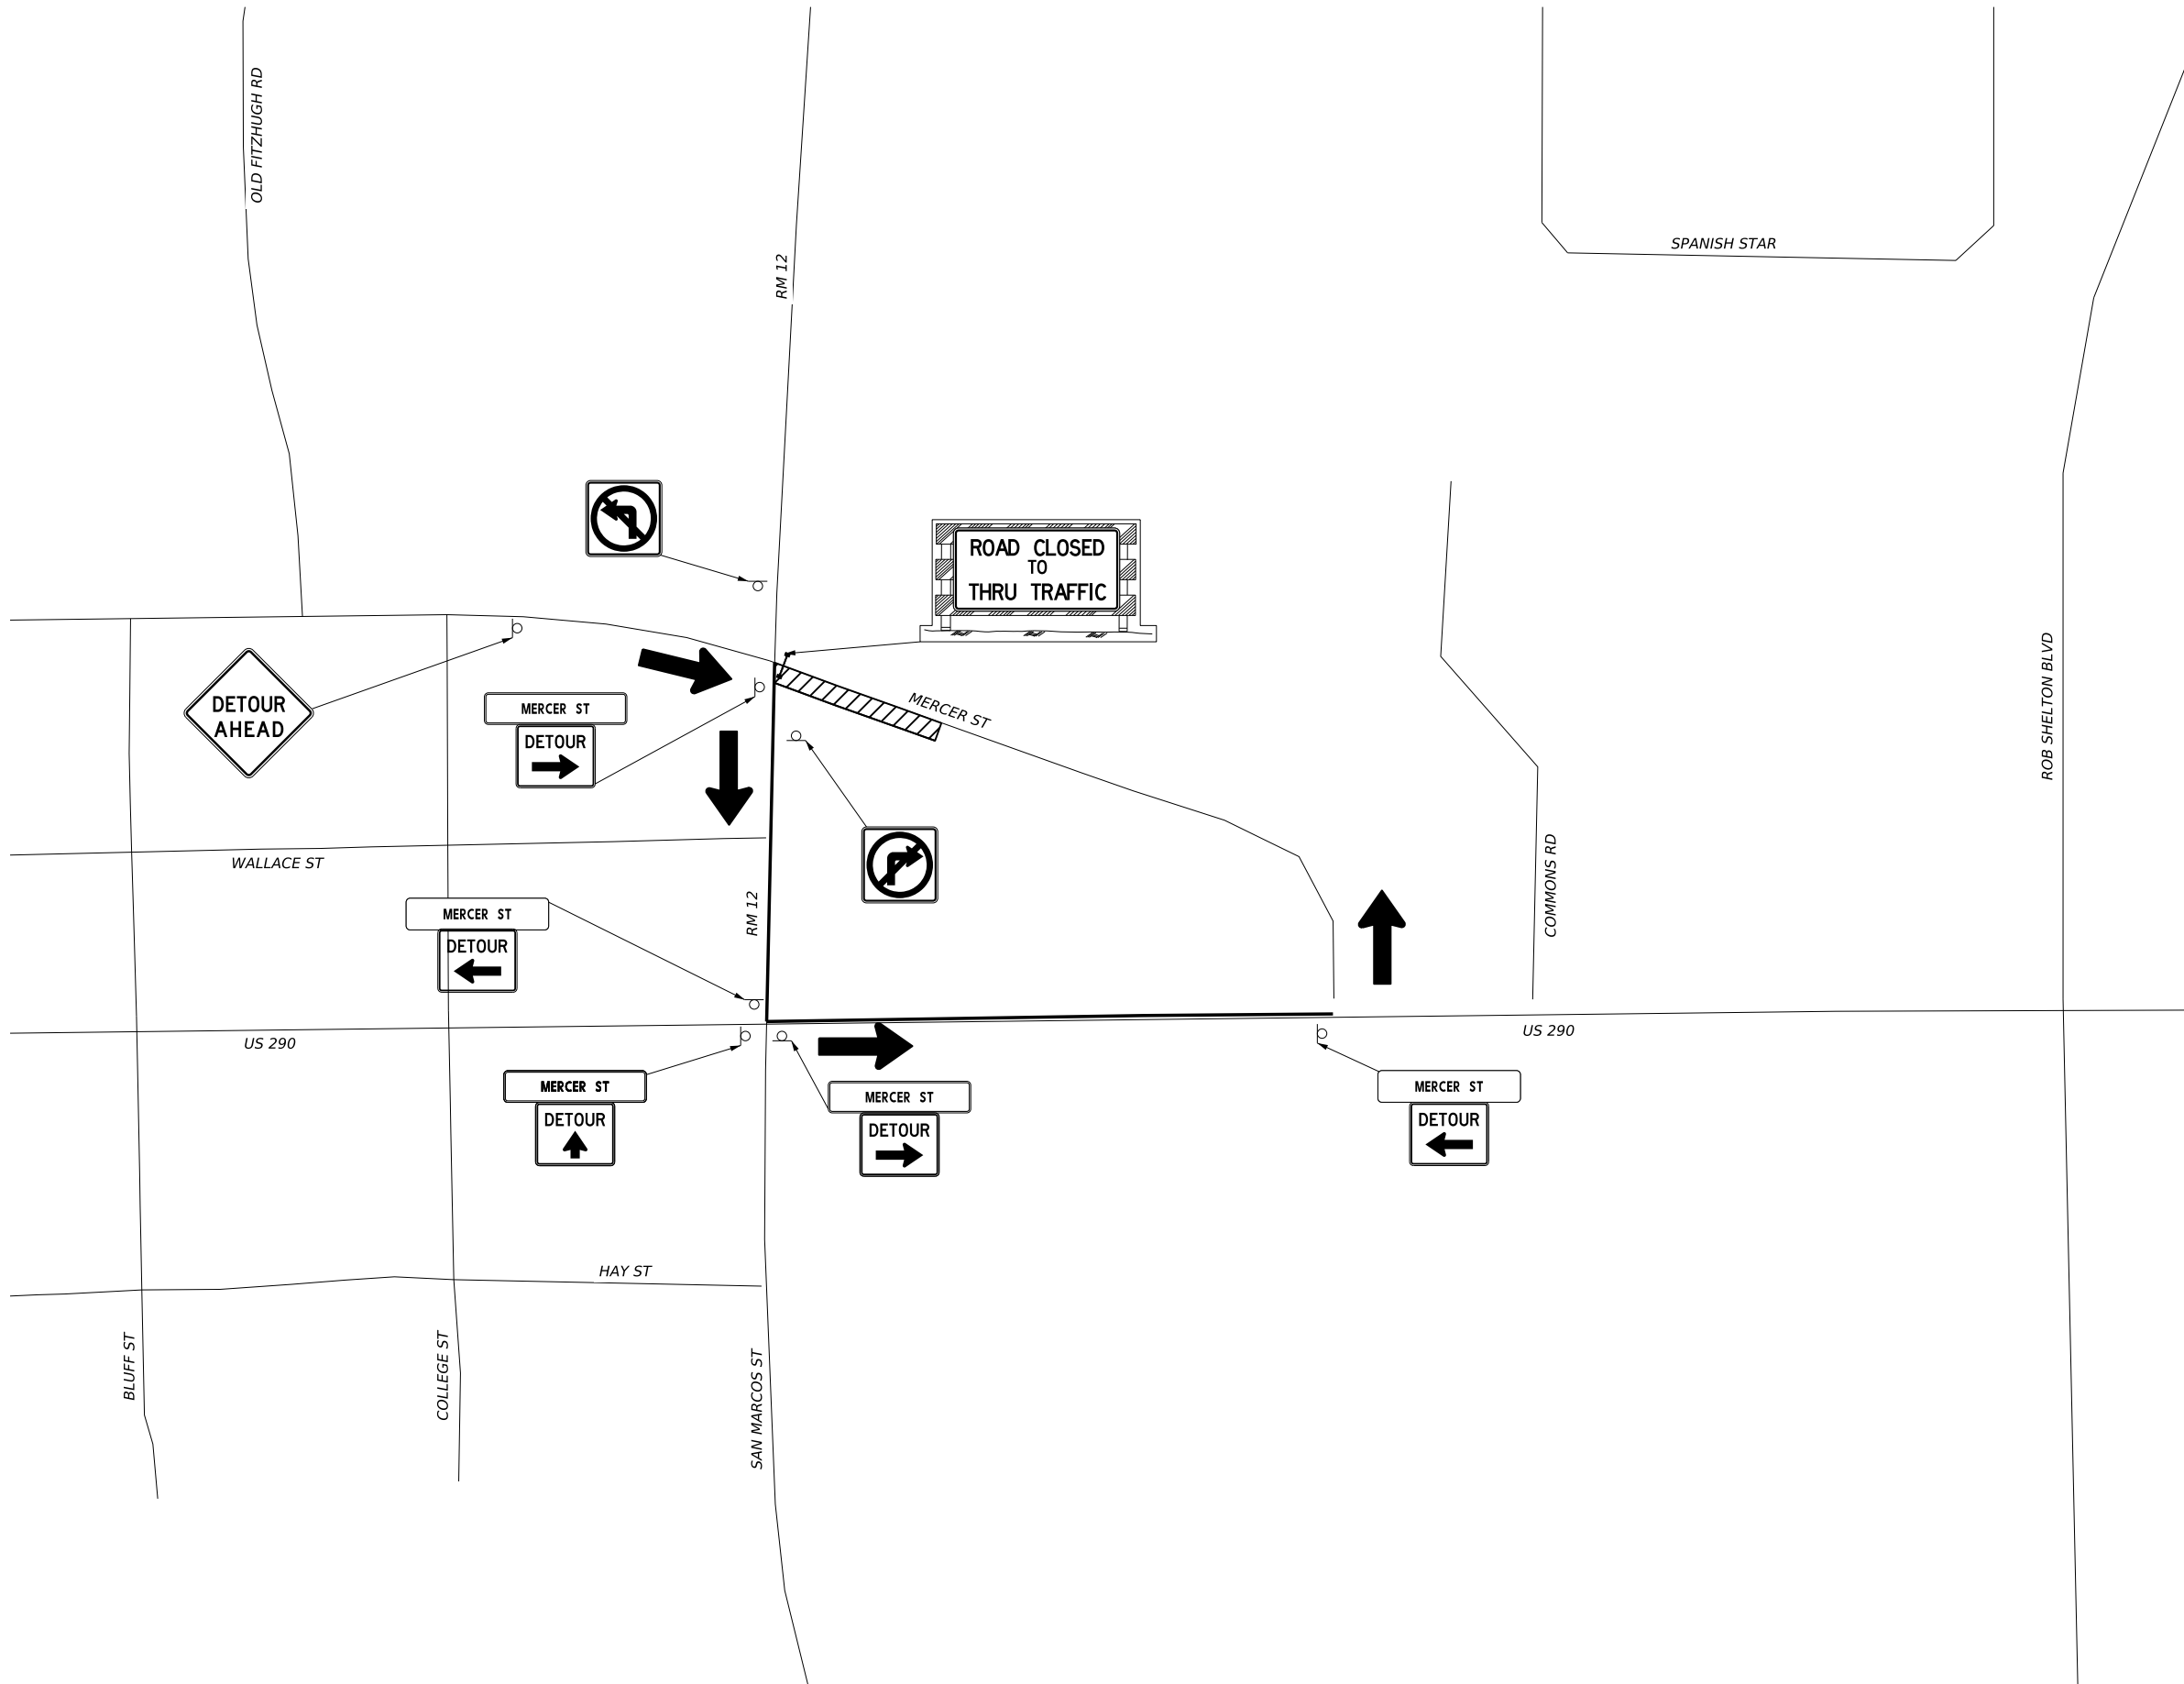 OLD FITZHUGH RD
RM 12
SPANISH STAR
ROAD CLOSED
TO
THRU TRAFFIC
ROB SHELTON BLVD
DETOUR
AHEAD
MERCER ST
DETOUR
MERCER ST
WALLACE ST
RM 12
COMMONS RD
MERCER ST
DETOUR
US 290
US 290
MERCER ST
DETOUR
MERCER ST
DETOUR
MERCER ST
DETOUR
HAY ST
BLUFF ST
COLLEGE ST
SAN MARCOS ST